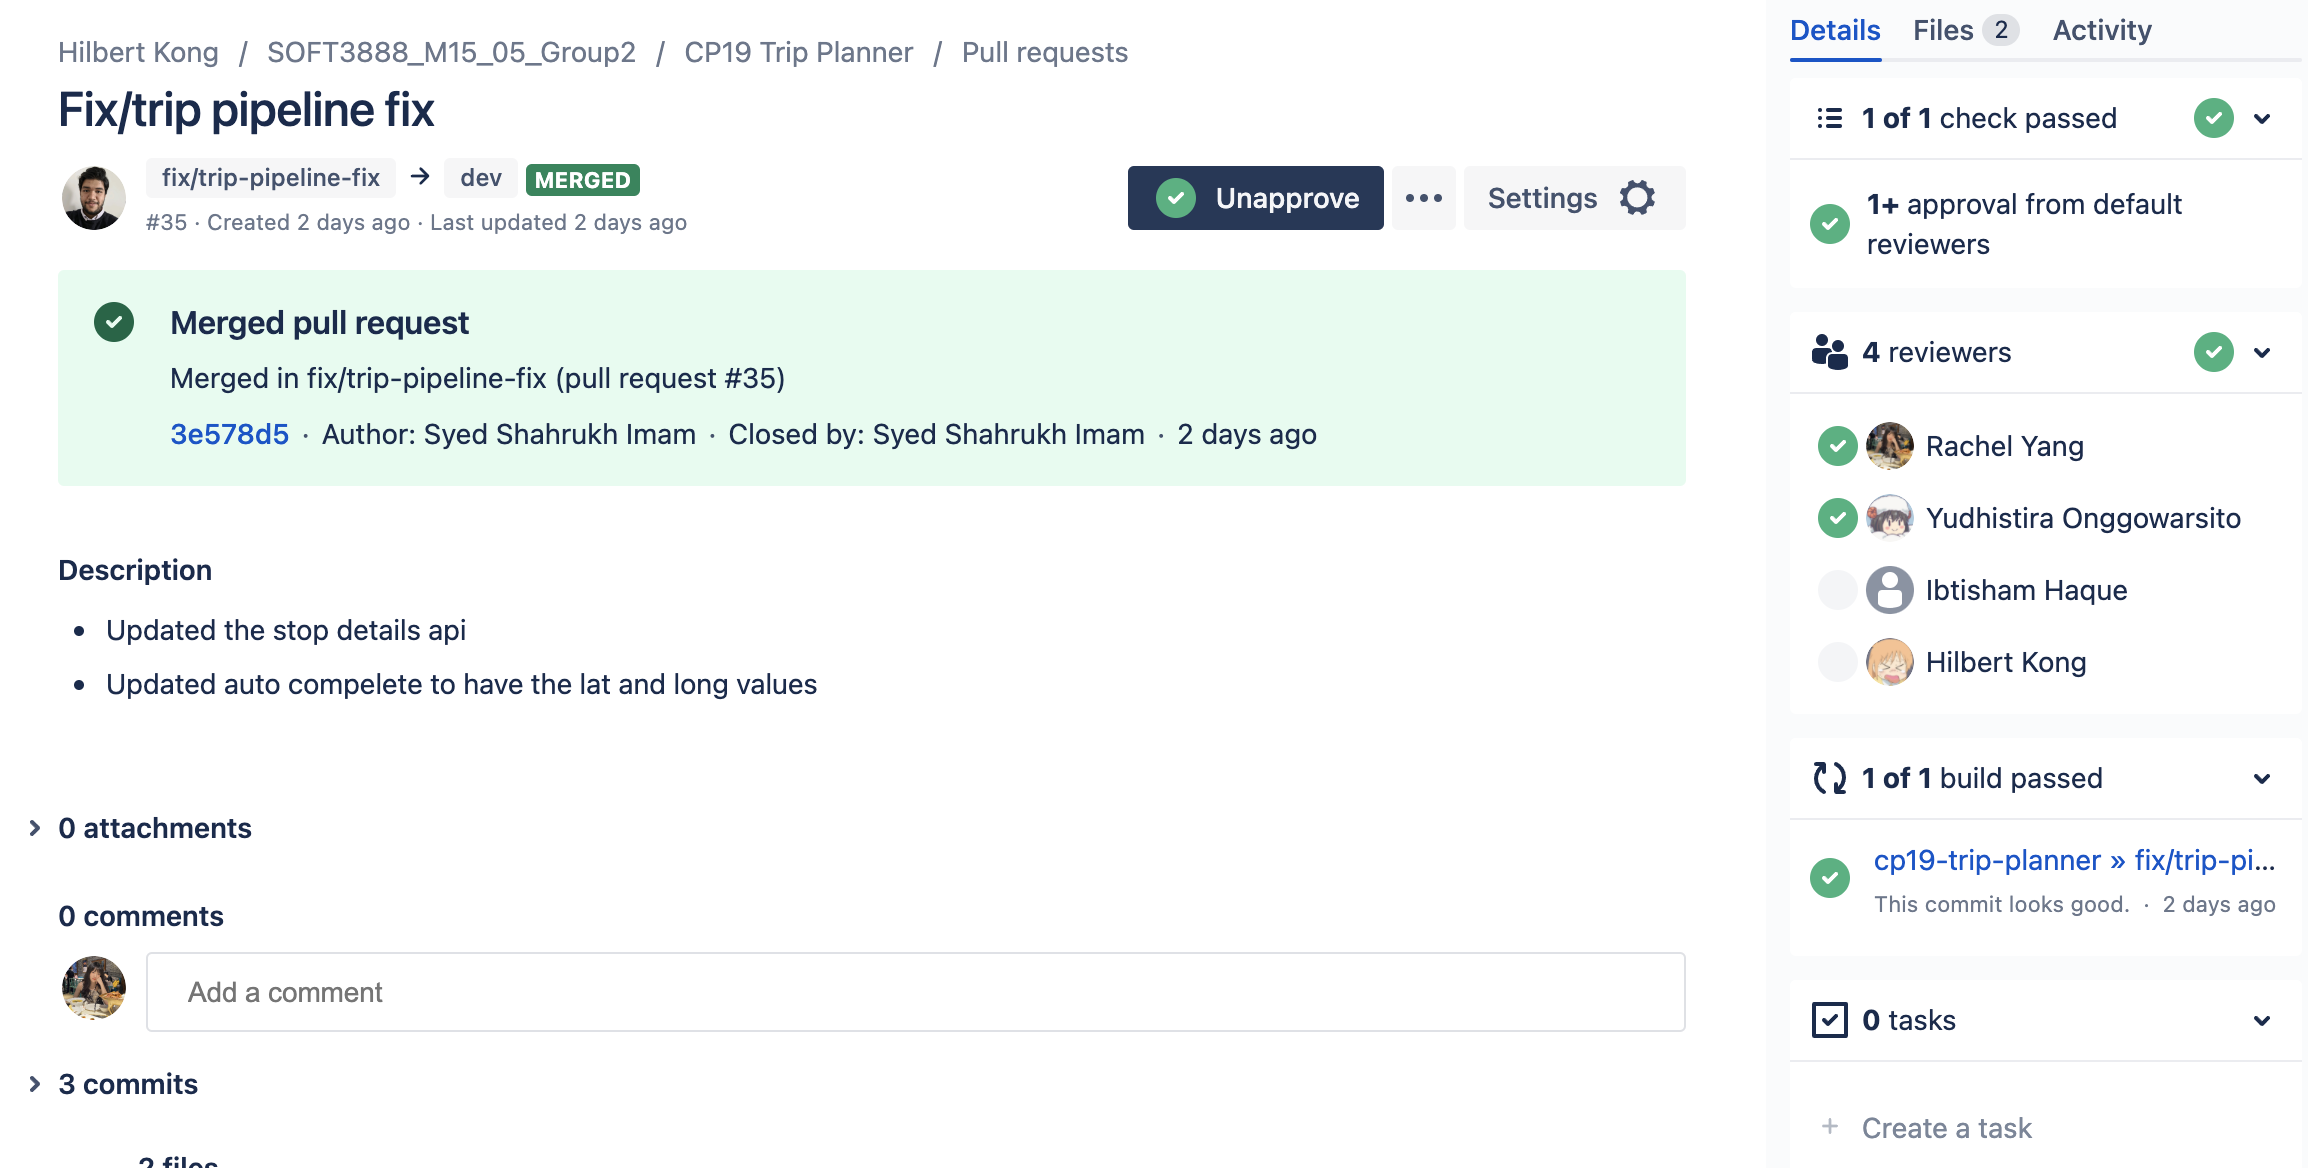 Hilbert Kong / SOFT3888_M15_05_Group2 / CP19 Trip Planner / Pull requests
Fix/trip pipeline fix
fix/trip-pipeline-fix → dev MERGED
#35 · Created 2 days ago · Last updated 2 days ago
Unapprove
Settings
Merged pull request
Merged in fix/trip-pipeline-fix (pull request #35)
3e578d5 · Author: Syed Shahrukh Imam · Closed by: Syed Shahrukh Imam · 2 days ago
Description
• Updated the stop details api
• Updated auto compelete to have the lat and long values
0 attachments
0 comments
Add a comment
3 commits
2 files
Details Files 2 Activity
1 of 1 check passed
1+ approval from default
reviewers
4 reviewers
Rachel Yang
Yudhistira Onggowarsito
Ibtisham Haque
Hilbert Kong
1 of 1 build passed
cp19-trip-planner » fix/trip-pi...
This commit looks good. · 2 days ago
0 tasks
+ Create a task